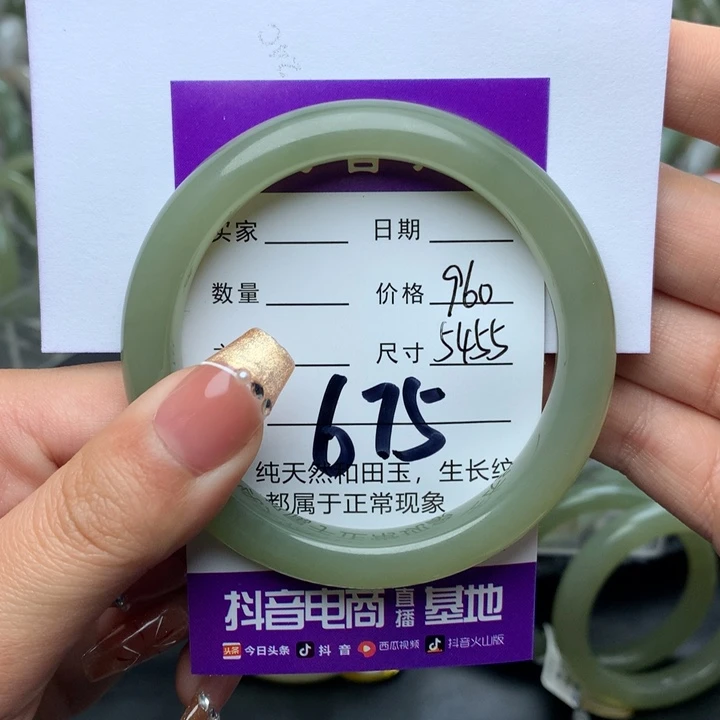 买家 日期
数量 价格 960
尺寸 5455
675
纯天然和田玉，生长纹
都属于正常现象
抖音电商直播基地
头条 今日头条 抖音 西瓜视频 抖音火山版